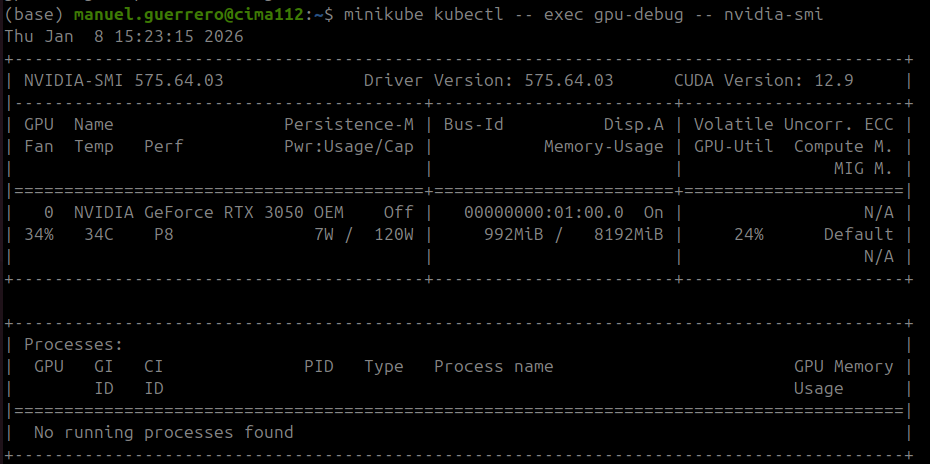 (base) manuel.guerrero@cima112:~$ minikube kubectl -- exec gpu-debug -- nvidia-smi
Thu Jan  8 15:23:15 2026
+-----------------------------------------------------------------------------------------+
| NVIDIA-SMI 575.64.03              Driver Version: 575.64.03      CUDA Version: 12.9     |
|-----------------------------------------+------------------------+----------------------+
| GPU  Name                 Persistence-M | Bus-Id          Disp.A | Volatile Uncorr. ECC |
| Fan  Temp   Perf          Pwr:Usage/Cap |           Memory-Usage | GPU-Util  Compute M. |
|                                         |                        |               MIG M. |
|=========================================+========================+======================|
|   0  NVIDIA GeForce RTX 3050 OEM    Off |   00000000:01:00.0  On |                  N/A |
| 34%   34C    P8              7W /  120W |     992MiB /   8192MiB |     24%      Default |
|                                         |                        |                  N/A |
+-----------------------------------------+------------------------+----------------------+

+-----------------------------------------------------------------------------------------+
| Processes:                                                                              |
|  GPU   GI   CI              PID   Type   Process name                        GPU Memory |
|        ID   ID                                                               Usage      |
|=========================================================================================|
|  No running processes found                                                             |
+-----------------------------------------------------------------------------------------+